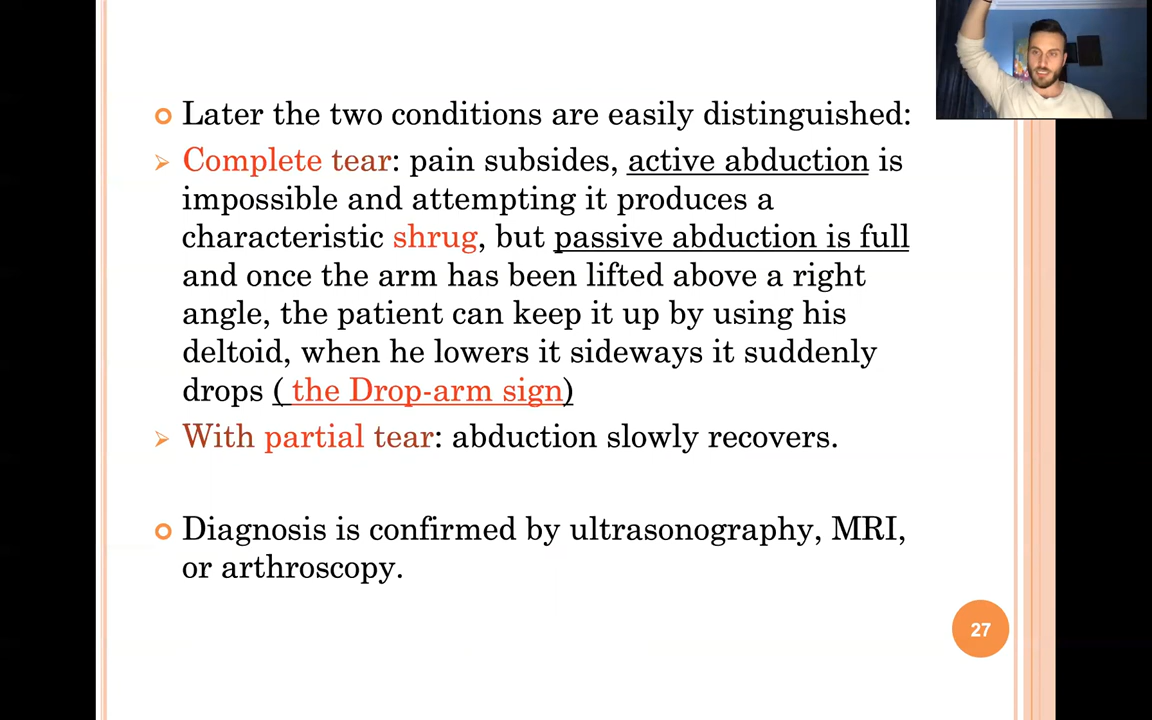 Later the two conditions are easily distinguished:
Complete tear: pain subsides, active abduction is
impossible and attempting it produces a
characteristic shrug, but passive abduction is full
and once the arm has been lifted above a right
angle, the patient can keep it up by using his
deltoid, when he lowers it sideways it suddenly
drops ( the Drop-arm sign)
With partial tear: abduction slowly recovers.
Diagnosis is confirmed by ultrasonography, MRI,
or arthroscopy.
27